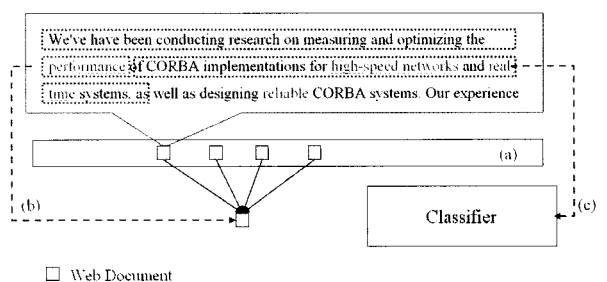 We've have been conducting research on measuring and optimizing the
performance of CORBA implementations for high-speed networks and real
time systems, as well as designing reliable CORBA systems. Our experience
(a)
(b)
(c)
Classifier
Web Document